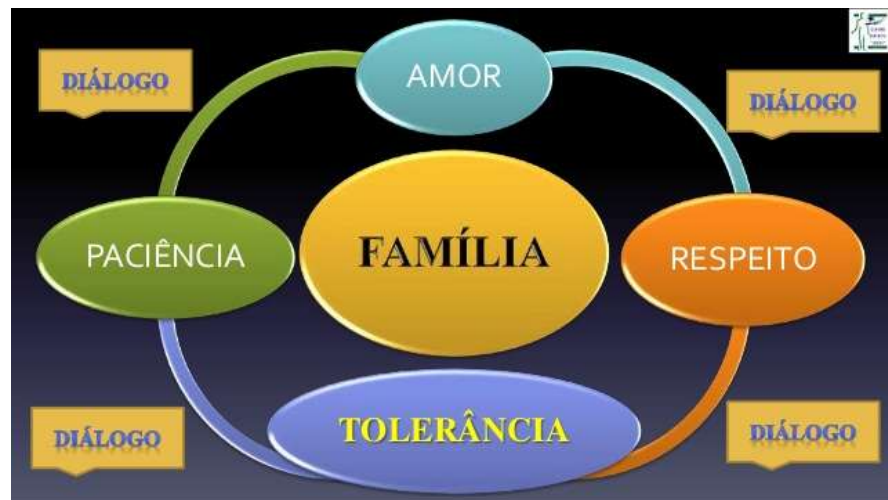 AMOR
DIÁLOGO
DIÁLOGO
PACIÊNCIA
FAMÍLIA
RESPEITO
TOLERÂNCIA
DIÁLOGO
DIÁLOGO